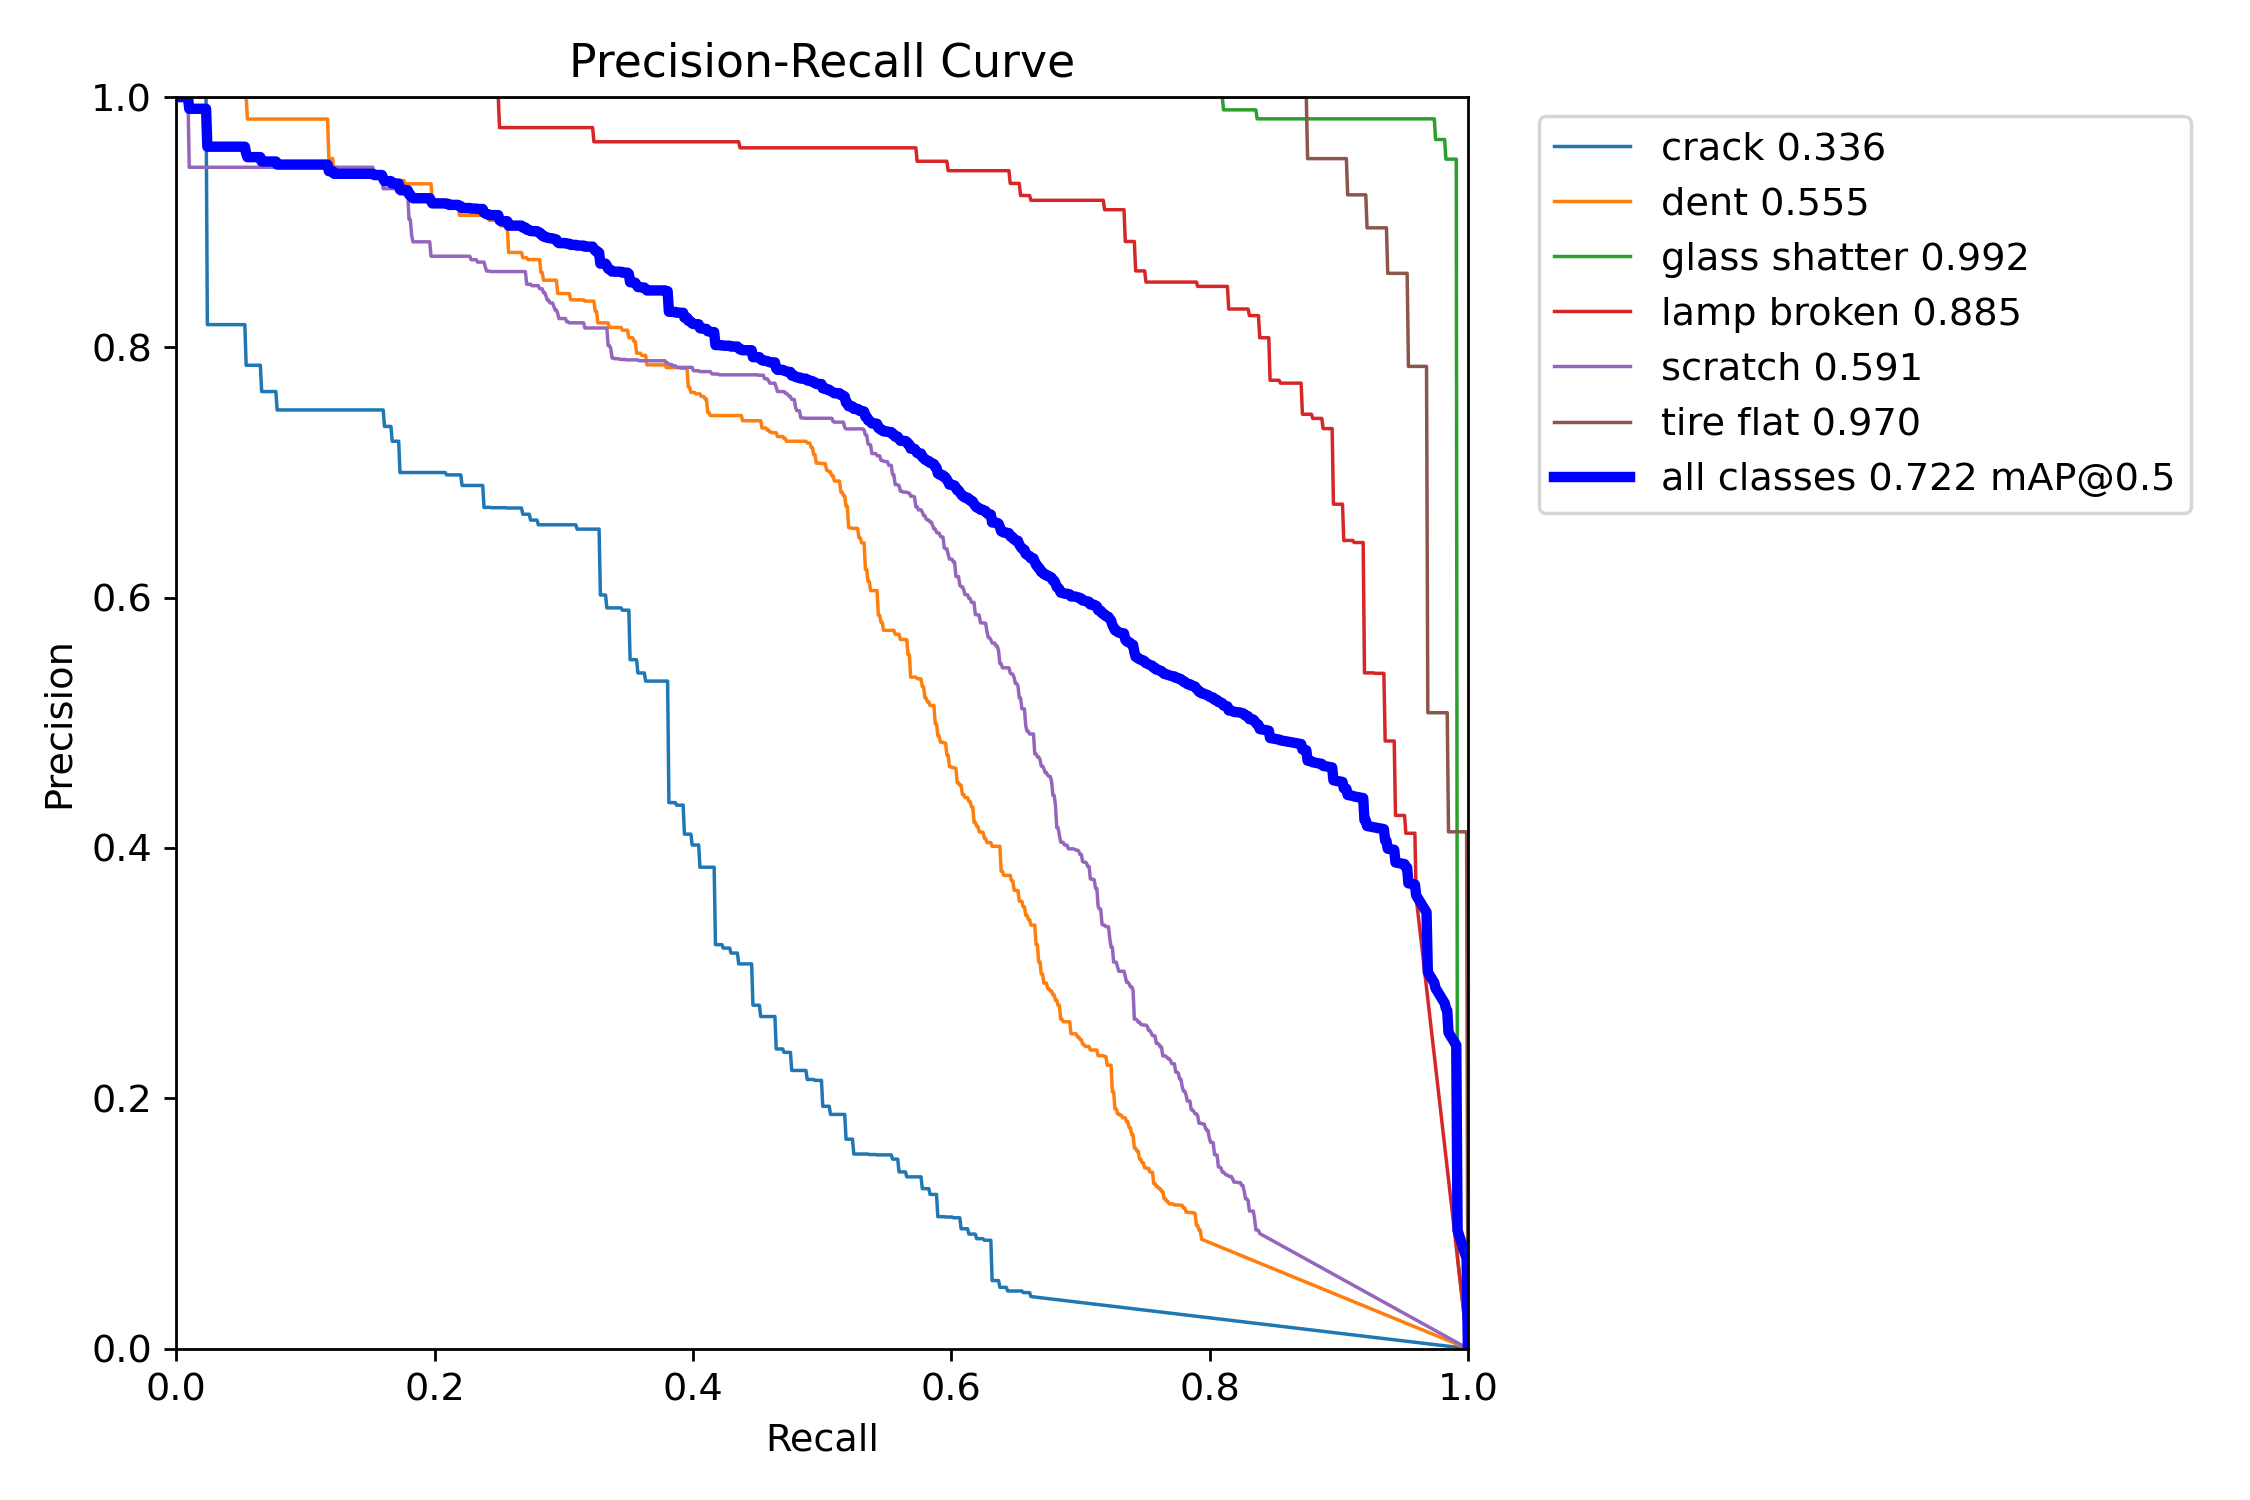 Precision-Recall Curve
1.0
0.8
0.6
0.4
0.2
0.0
Precision
0.0 0.2 0.4 0.6 0.8 1.0
Recall
crack 0.336
dent 0.555
glass shatter 0.992
lamp broken 0.885
scratch 0.591
tire flat 0.970
all classes 0.722 mAP@0.5